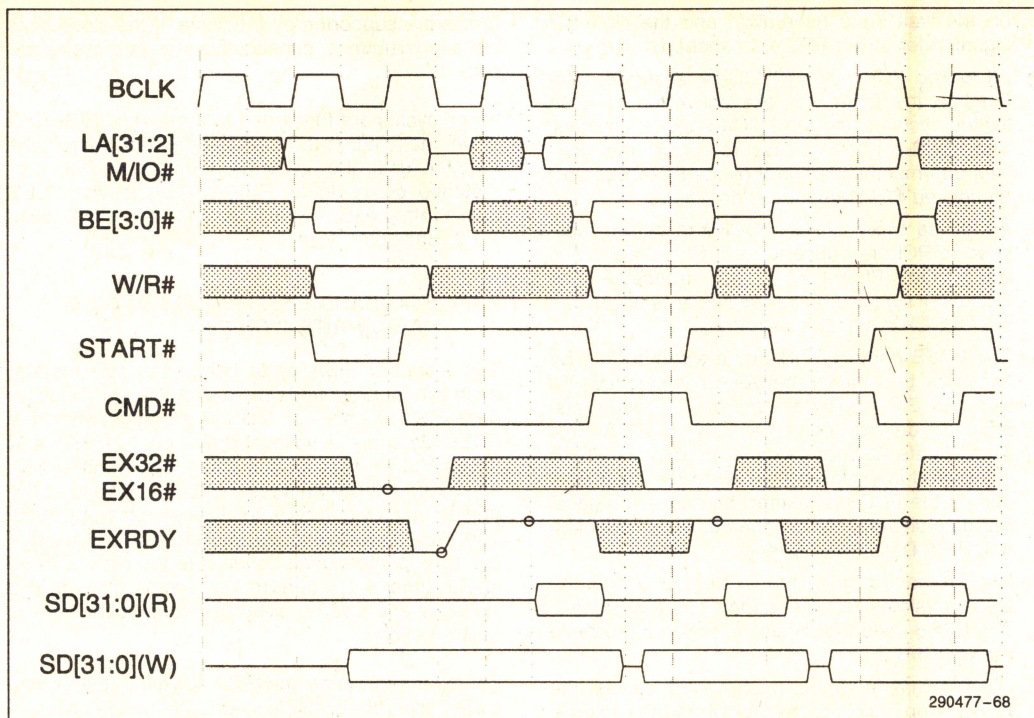 BCLK
LA[31:2]
M/IO#
BE[3:0]#
W/R#
START#
CMD#
EX32#
EX16#
EXRDY
SD[31:0](R)
SD[31:0](W)
290477-68